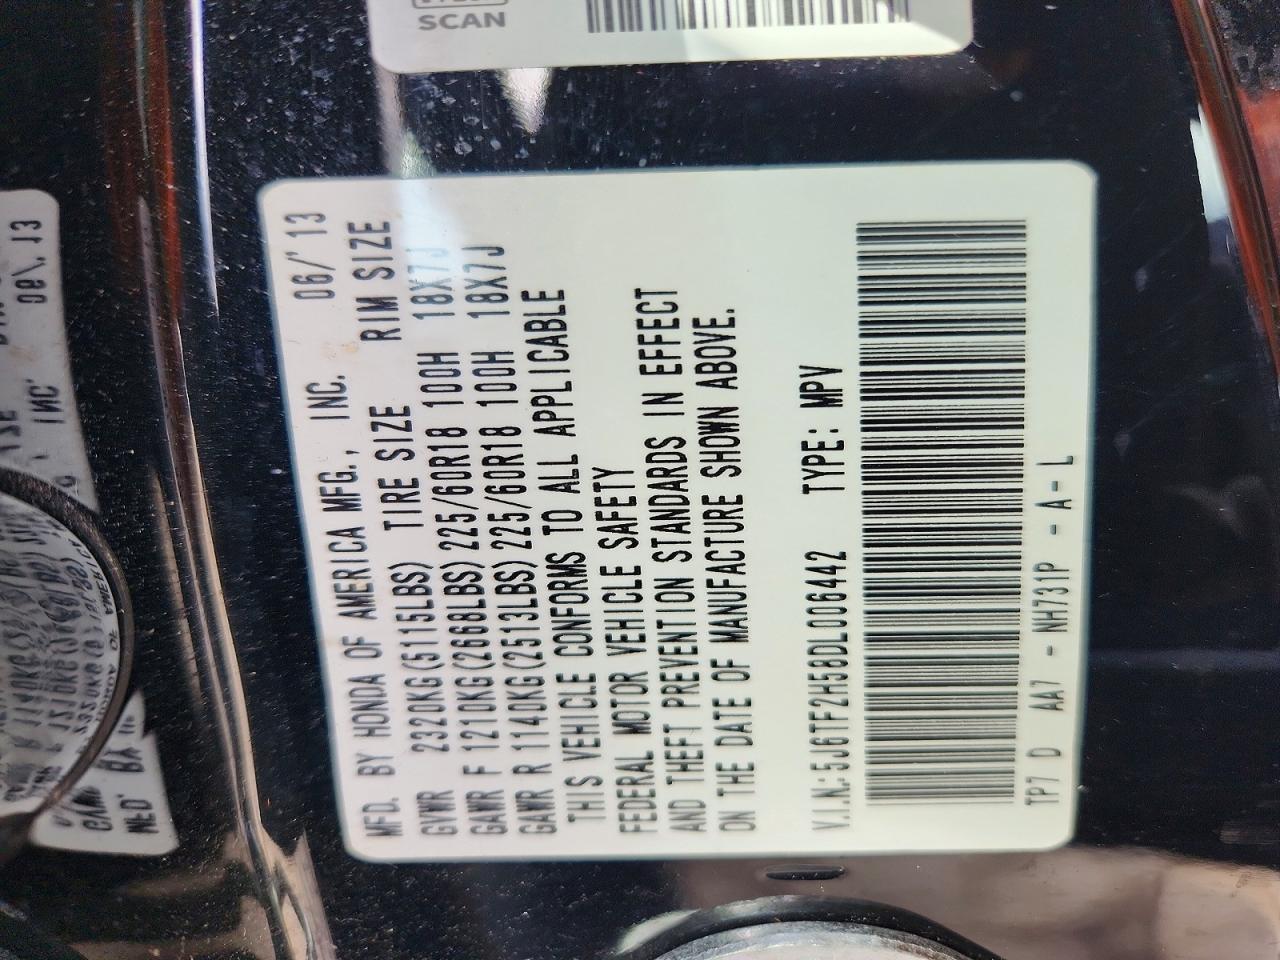 SCAN
MFD. BY HONDA OF AMERICA MFG., INC. 06/'13
GVWR 2320KG(5115LBS) TIRE SIZE RIM SIZE
GAWR F 1210KG(2668LBS) 225/60R18 100H 18X7J
GAWR R 1140KG(2513LBS) 225/60R18 100H 18X7J
THIS VEHICLE CONFORMS TO ALL APPLICABLE
FEDERAL MOTOR VEHICLE SAFETY
AND THEFT PREVENTION STANDARDS IN EFFECT
ON THE DATE OF MANUFACTURE SHOWN ABOVE.
V.I.N.: 5J6TF2H58DL006442 TYPE: MPV
TP7 D AA7 - NH731P - A - L